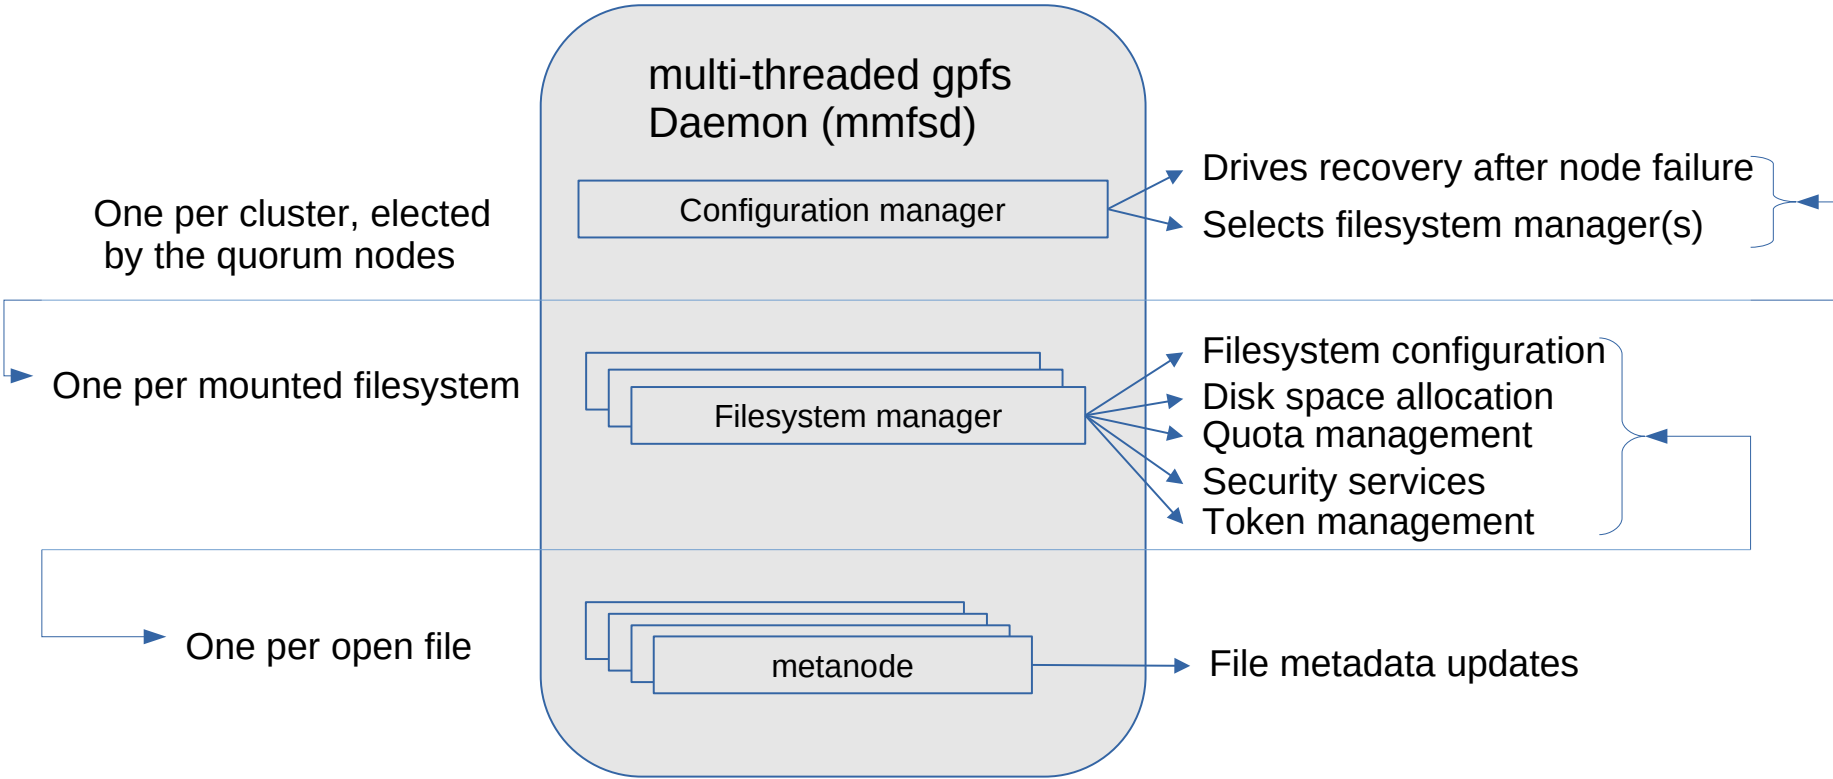 multi-threaded gpfs
Daemon (mmfsd)
One per cluster, elected
by the quorum nodes
Configuration manager
Drives recovery after node failure
Selects filesystem manager(s)
One per mounted filesystem
Filesystem manager
Filesystem configuration
Disk space allocation
Quota management
Security services
Token management
One per open file
metanode
File metadata updates